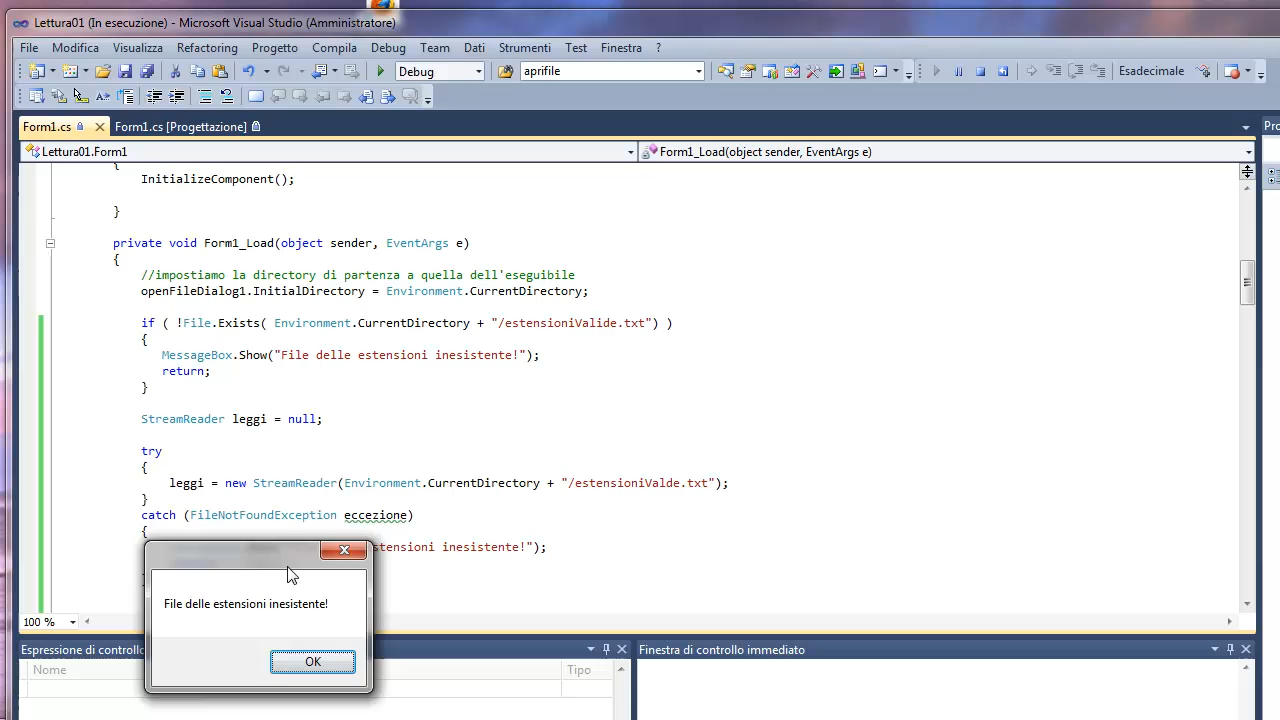 Lettura01 (In esecuzione) - Microsoft Visual Studio (Amministratore)
File Modifica Visualizza Refactoring Progetto Compila Debug Team Dati Strumenti Test Finestra ?
Debug aprifile Esadecimale
Form1.cs Form1.cs [Progettazione] Pro
Lettura01.Form1 Form1_Load(object sender, EventArgs e)
{
InitializeComponent();
}
private void Form1_Load(object sender, EventArgs e)
{
//impostiamo la directory di partenza a quella dell'eseguibile
openFileDialog1.InitialDirectory = Environment.CurrentDirectory;
if ( !File.Exists( Environment.CurrentDirectory + "/estensioniValide.txt") )
{
MessageBox.Show("File delle estensioni inesistente!");
return;
}
StreamReader leggi = null;
try
{
leggi = new StreamReader(Environment.CurrentDirectory + "/estensioniValde.txt");
}
catch (FileNotFoundException eccezione)
{
stensioni inesistente!");
File delle estensioni inesistente!
OK
100 %
Espressione di controllo Finestra di controllo immediato
Nome Tipo